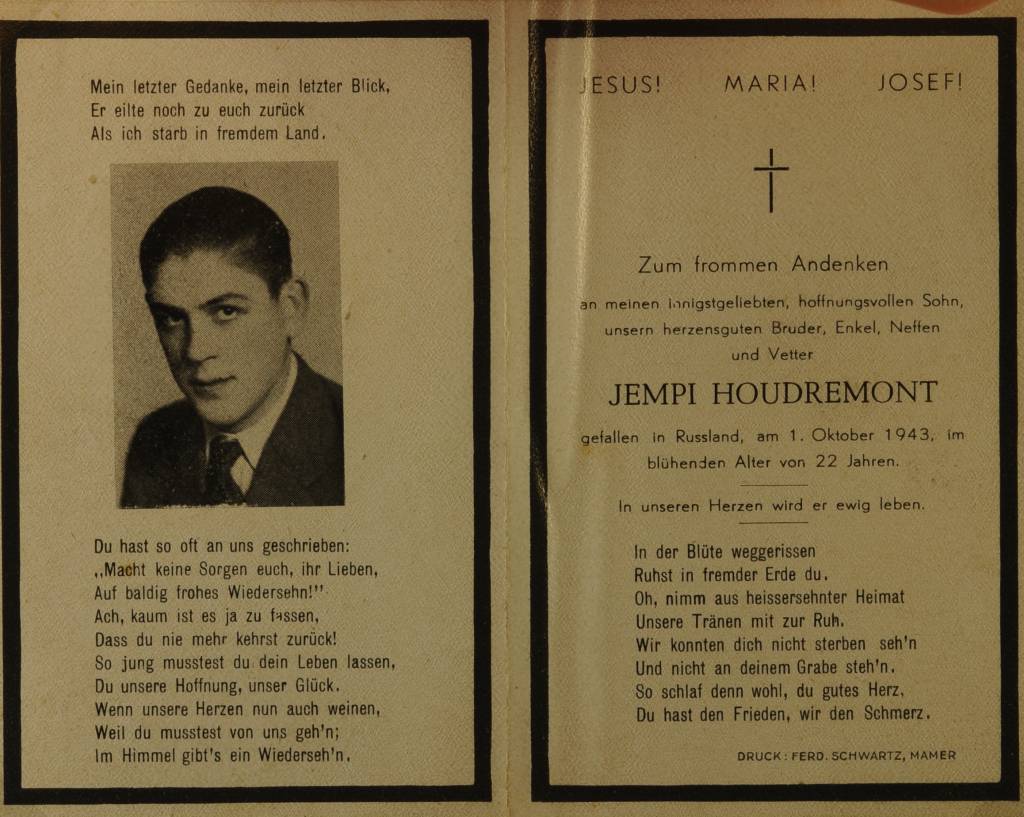 Mein letzter Gedanke, mein letzter Blick,
Er eilte noch zu euch zurück
Als ich starb in fremdem Land.
Du hast so oft an uns geschrieben:
„Macht keine Sorgen euch, ihr Lieben,
Auf baldig frohes Wiedersehn!"
Ach, kaum ist es ja zu fassen,
Dass du nie mehr kehrst zurück!
So jung musstest du dein Leben lassen,
Du unsere Hoffnung, unser Glück.
Wenn unsere Herzen nun auch weinen,
Weil du musstest von uns geh'n;
Im Himmel gibt's ein Wiederseh'n.
JESUS! MARIA! JOSEF!
Zum frommen Andenken
an meinen innigstgeliebten, hoffnungsvollen Sohn,
unsern herzensguten Bruder, Enkel, Neffen
und Vetter
JEMPI HOUDREMONT
gefallen in Russland, am 1. Oktober 1943, im
blühenden Alter von 22 Jahren.
In unseren Herzen wird er ewig leben.
In der Blüte weggerissen
Ruhst in fremder Erde du.
Oh, nimm aus heissersehnter Heimat
Unsere Tränen mit zur Ruh.
Wir konnten dich nicht sterben seh'n
Und nicht an deinem Grabe steh'n.
So schlaf denn wohl, du gutes Herz,
Du hast den Frieden, wir den Schmerz.
DRUCK: FERD. SCHWARTZ, MAMER